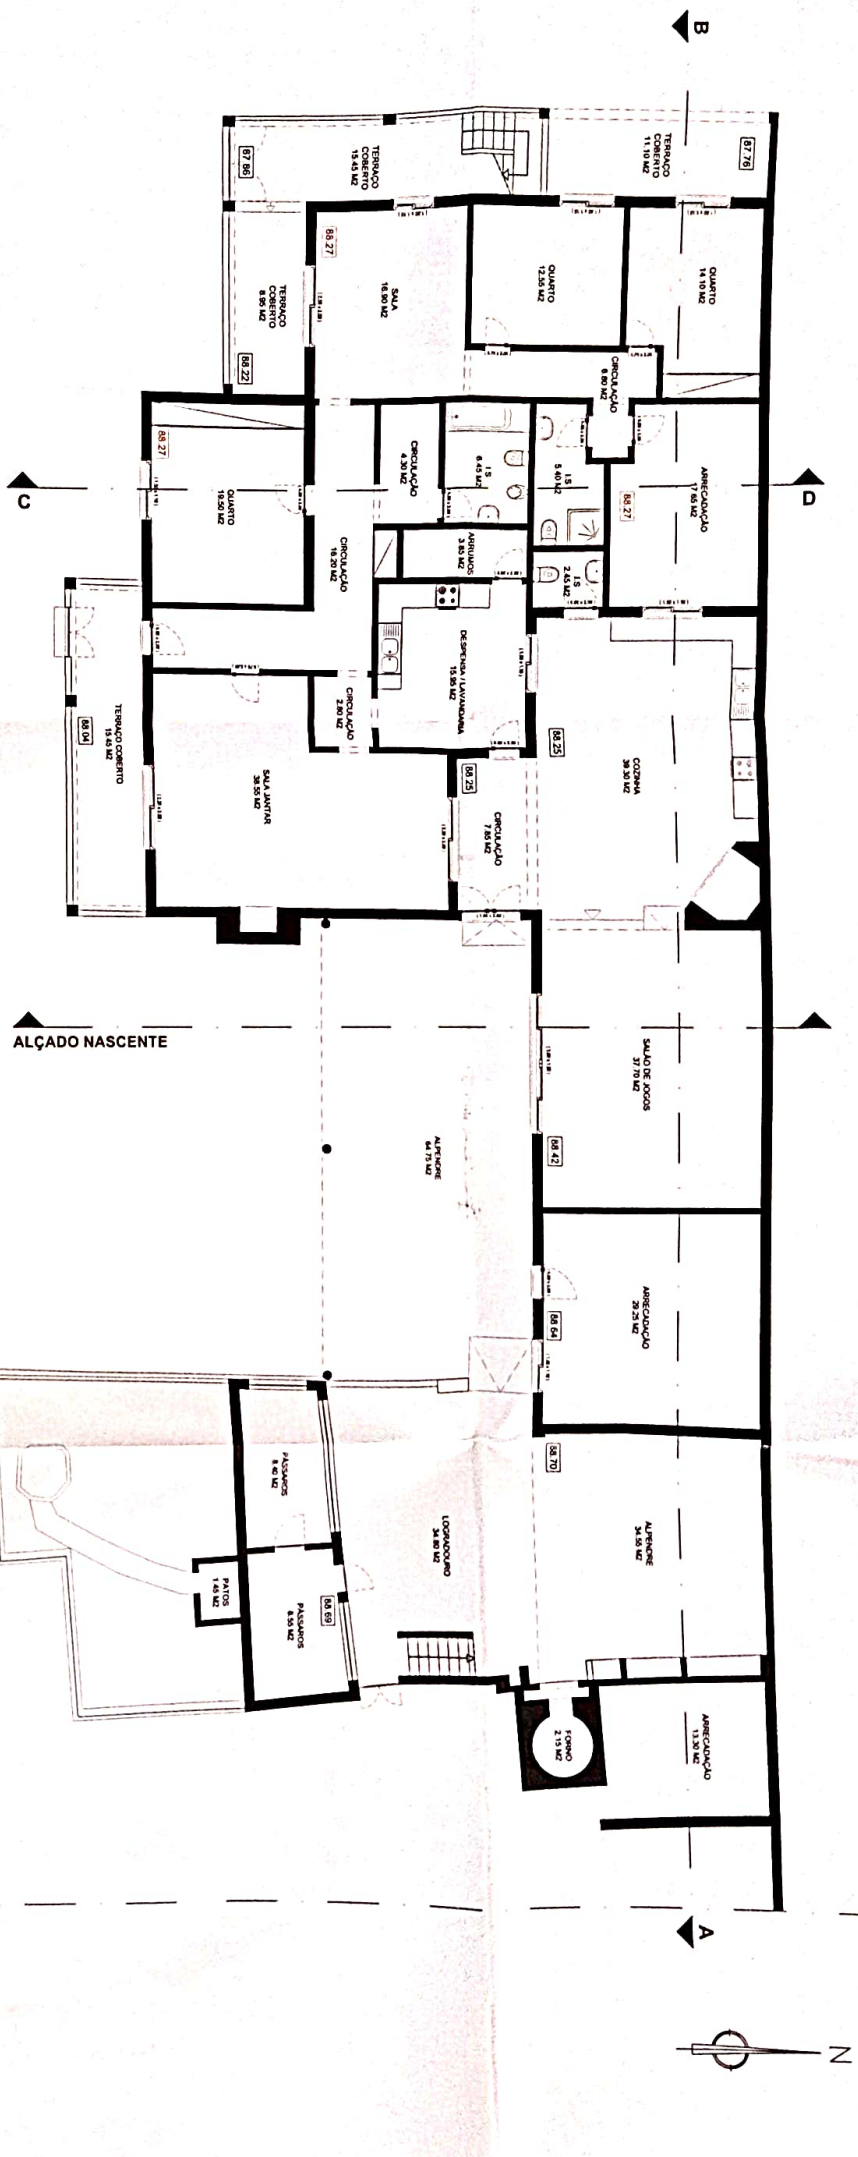 B
87.76
TERRAÇO
COBERTO
11.10 M2
TERRAÇO
COBERTO
15.45 M2
87.86
QUARTO
14.10 M2
QUARTO
12.55 M2
SALA
16.90 M2
88.27
TERRAÇO
COBERTO
8.95 M2
88.22
CIRCULAÇÃO
6.80 M2
ARRECADAÇÃO
17.65 M2
88.27
I.S
5.40 M2
I.S
6.45 M2
CIRCULAÇÃO
4.30 M2
QUARTO
19.50 M2
88.27
C
D
CIRCULAÇÃO
16.20 M2
ARRUMOS
3.85 M2
I.S
2.45 M2
DESPENSA / LAVANDARIA
15.95 M2
CIRCULAÇÃO
2.80 M2
COZINHA
39.30 M2
88.25
88.25
CIRCULAÇÃO
7.85 M2
SALA JANTAR
38.55 M2
TERRAÇO COBERTO
15.45 M2
88.04
ALÇADO NASCENTE
SALÃO DE JOGOS
37.70 M2
88.42
ALPENDRE
64.75 M2
ARRECADAÇÃO
29.25 M2
88.64
88.70
ALPENDRE
34.55 M2
LOGRADOURO
34.80 M2
PÁSSAROS
8.40 M2
PÁSSAROS
8.55 M2
88.69
PATOS
1.45 M2
FORNO
2.15 M2
ARRECADAÇÃO
13.30 M2
A
N